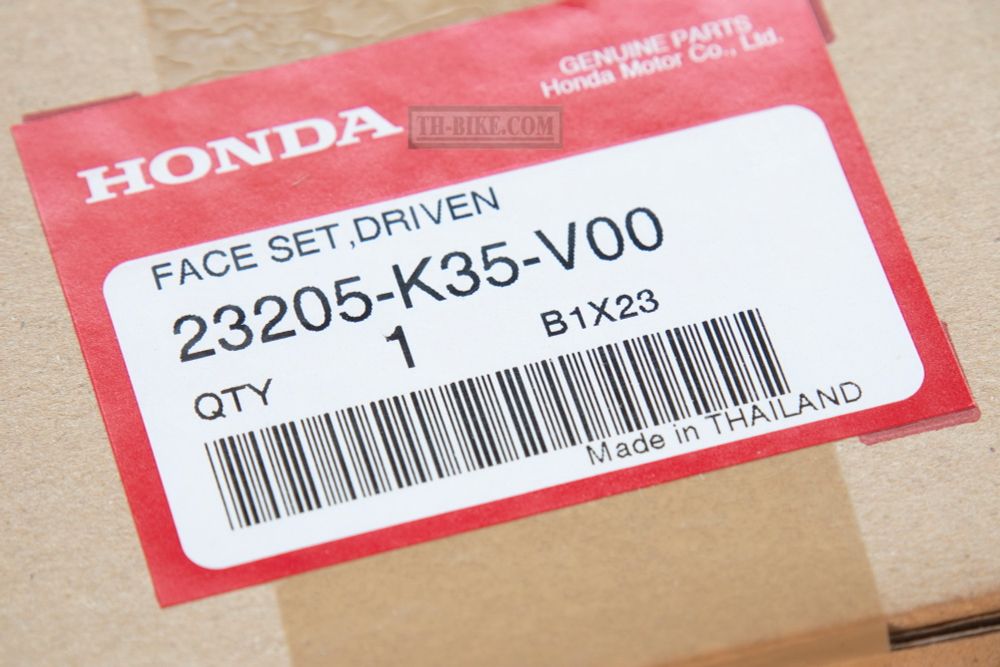 GENUINE PARTS
Honda Motor Co., Ltd.
HONDA
TH-BIKE.COM
FACE SET,DRIVEN
23205-K35-V00
QTY 1 B1X23
Made in THAILAND